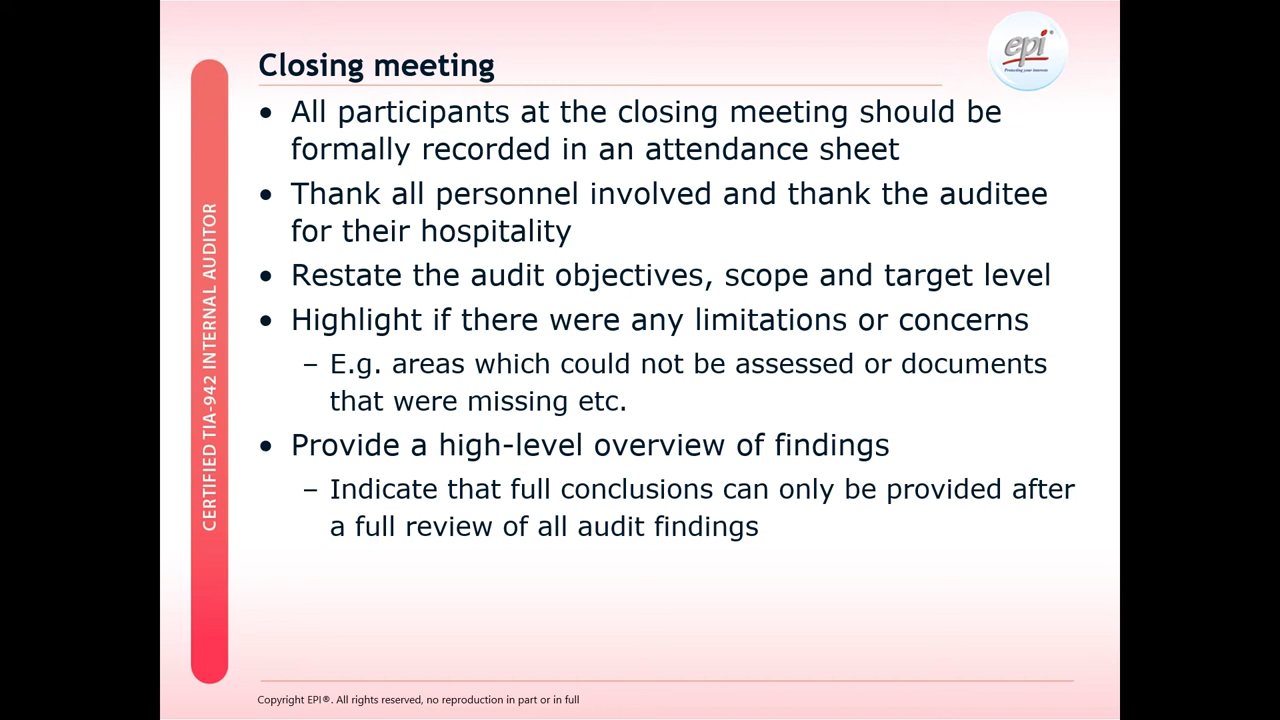 Closing meeting
epi®
Protecting your interests
• All participants at the closing meeting should be
formally recorded in an attendance sheet
• Thank all personnel involved and thank the auditee
for their hospitality
• Restate the audit objectives, scope and target level
• Highlight if there were any limitations or concerns
– E.g. areas which could not be assessed or documents
that were missing etc.
• Provide a high-level overview of findings
– Indicate that full conclusions can only be provided after
a full review of all audit findings
CERTIFIED TIA-942 INTERNAL AUDITOR
Copyright EPI®. All rights reserved, no reproduction in part or in full